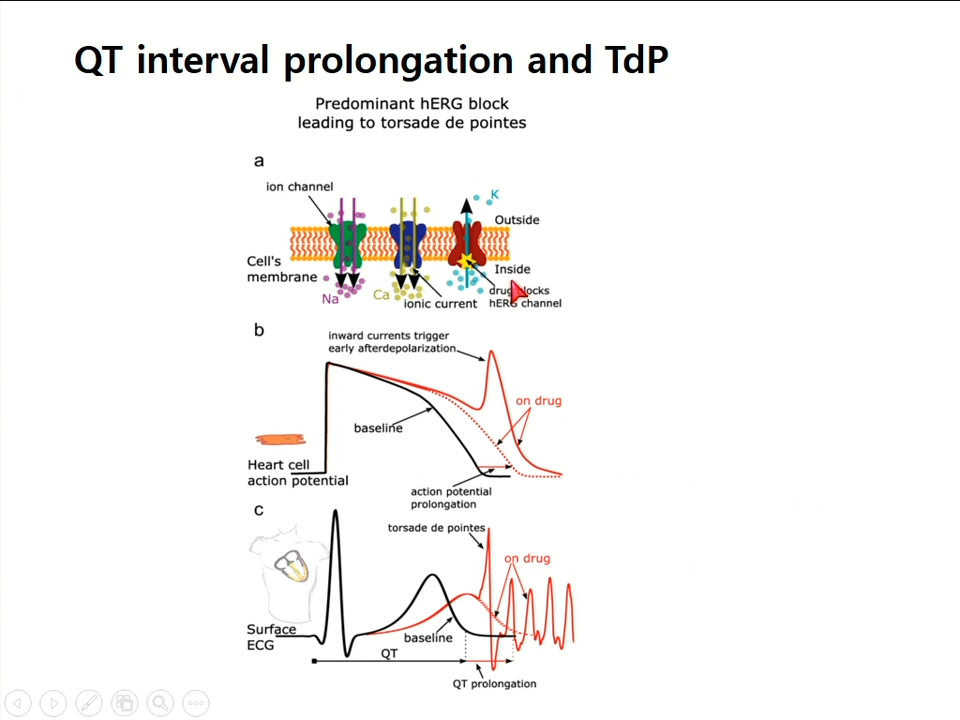 QT interval prolongation and TdP
Predominant hERG block
leading to torsade de pointes
a
ion channel
K
Outside
Cell's
membrane
Inside
Na
Ca
ionic current
drug blocks
hERG channel
b
inward currents trigger
early afterdepolarization
on drug
baseline
Heart cell
action potential
action potential
prolongation
c
torsade de pointes
on drug
Surface
ECG
baseline
QT
QT prolongation